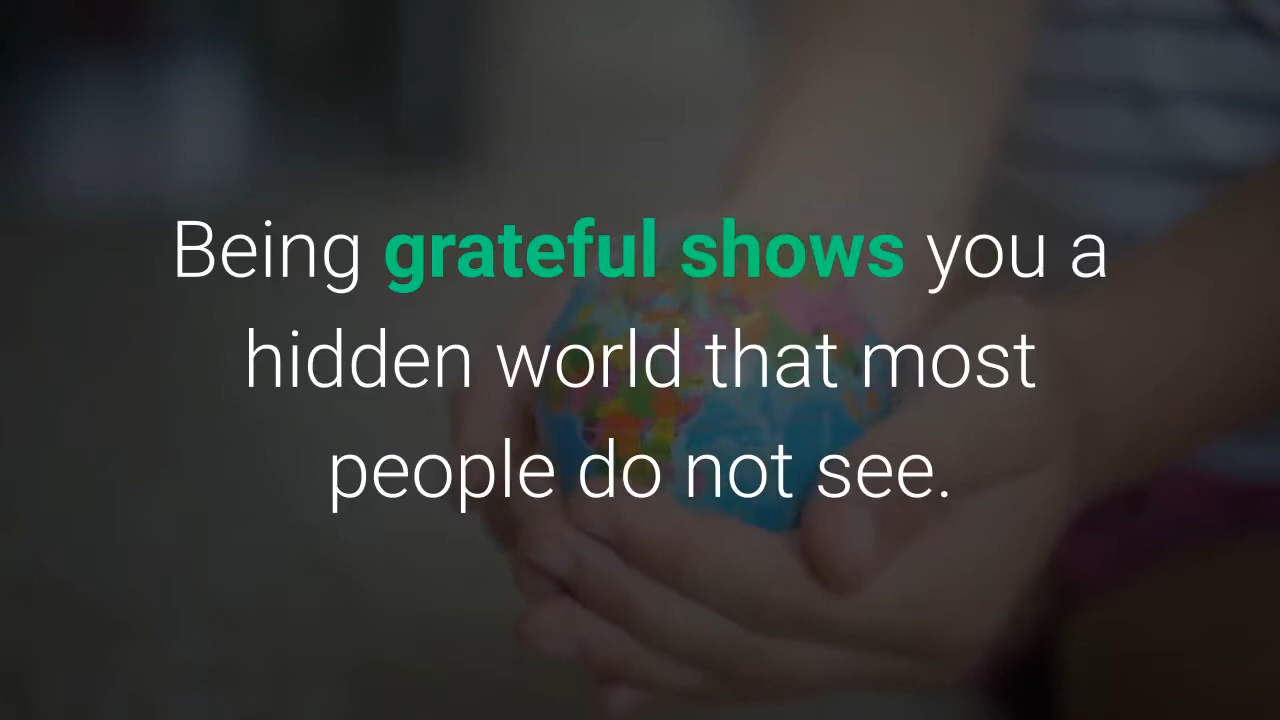 Being grateful shows you a
hidden world that most
people do not see.